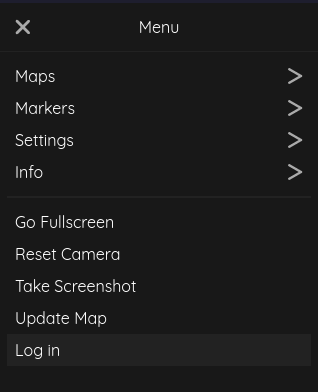 Menu
Maps
Markers
Settings
Info
Go Fullscreen
Reset Camera
Take Screenshot
Update Map
Log in